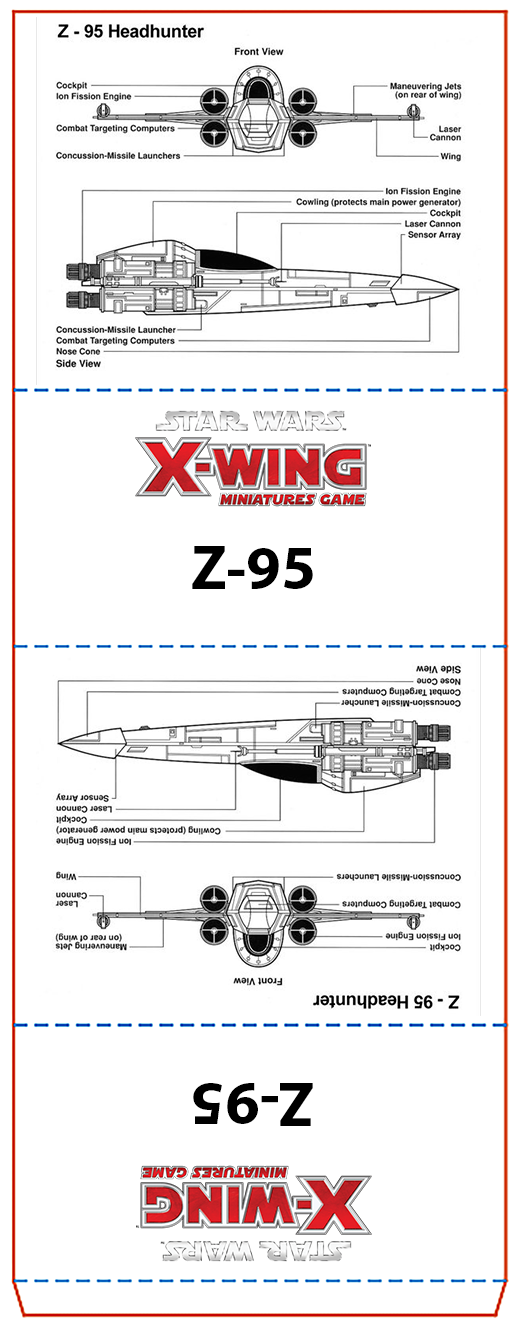 Z - 95 Headhunter
Front View
Cockpit
Ion Fission Engine
Combat Targeting Computers
Concussion-Missile Launchers
Maneuvering Jets
(on rear of wing)
Laser
Cannon
Wing
Ion Fission Engine
Cowling (protects main power generator)
Cockpit
Laser Cannon
Sensor Array
Concussion-Missile Launcher
Combat Targeting Computers
Nose Cone
Side View
STAR WARS
X-WING
MINIATURES GAME
Z-95
Side View
Nose Cone
Combat Targeting Computers
Concussion-Missile Launcher
Sensor Array
Laser Cannon
Cockpit
Cowling (protects main power generator)
Ion Fission Engine
Wing
Laser
Cannon
Maneuvering Jets
(on rear of wing)
Concussion-Missile Launchers
Combat Targeting Computers
Ion Fission Engine
Cockpit
Front View
Z - 95 Headhunter
Z-95
MINIATURES GAME
X-WING
STAR WARS